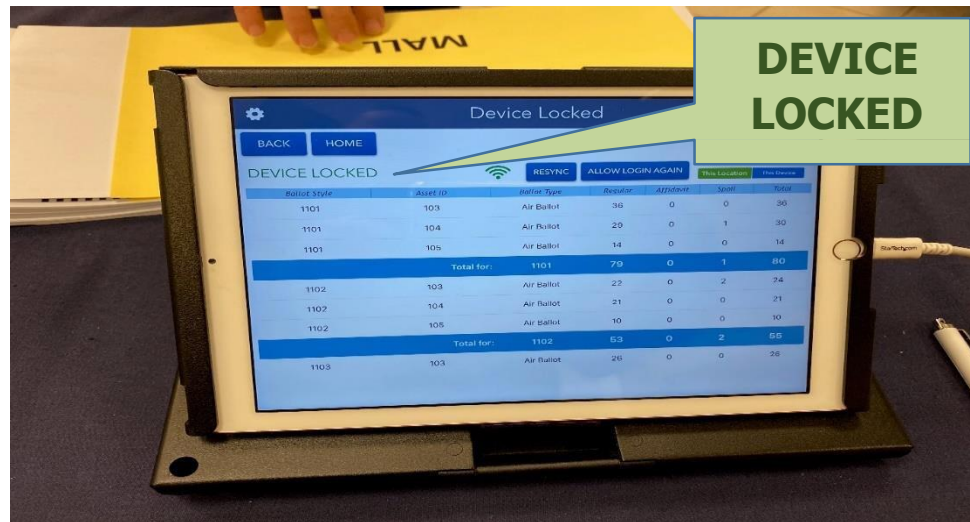 MALL
DEVICE
LOCKED
Device Locked
BACK HOME
DEVICE LOCKED RESYNC ALLOW LOGIN AGAIN This Location This Device
Ballot Style Asset ID Ballot Type Regular Affidavit Spoil Total
1101 103 Air Ballot 36 0 0 36
1101 104 Air Ballot 29 0 1 30
1101 105 Air Ballot 14 0 0 14
Total for: 1101 79 0 1 80
1102 103 Air Ballot 22 0 2 24
1102 104 Air Ballot 21 0 0 21
1102 105 Air Ballot 10 0 0 10
Total for: 1102 53 0 2 55
1103 103 Air Ballot 26 0 0 26
StarTech.com